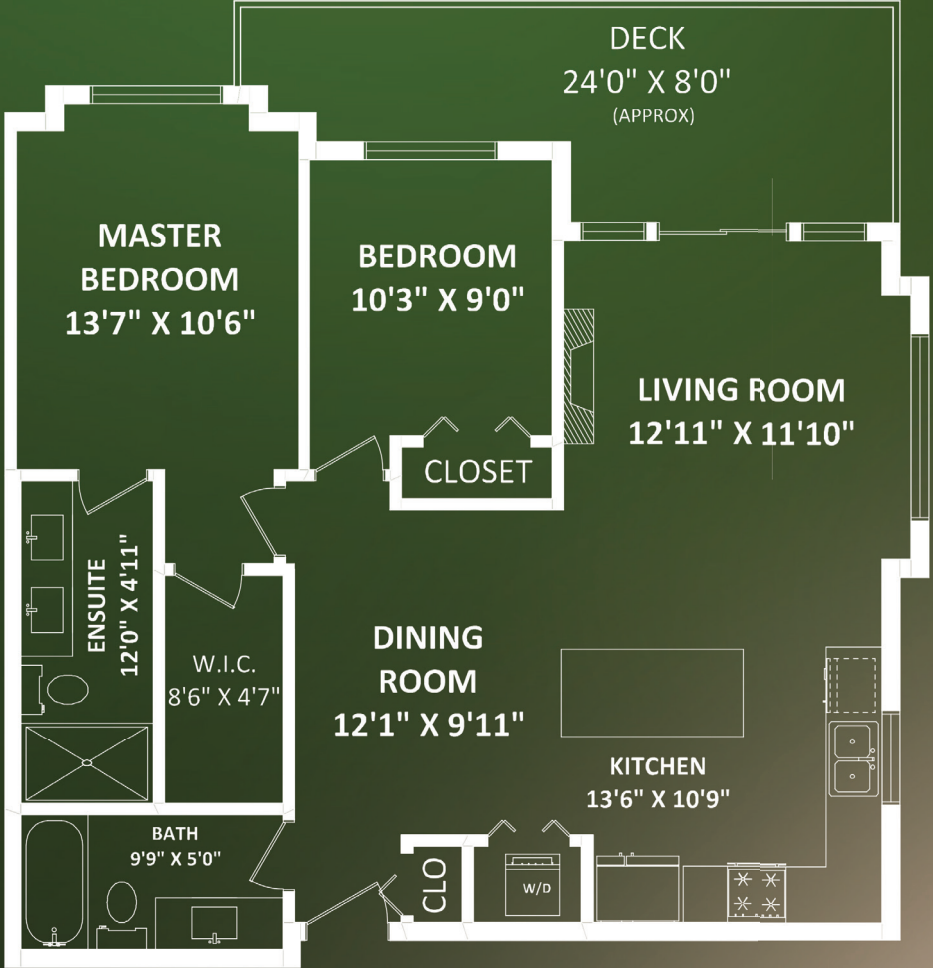 DECK
24'0" X 8'0"
(APPROX)
MASTER
BEDROOM
13'7" X 10'6"
BEDROOM
10'3" X 9'0"
LIVING ROOM
12'11" X 11'10"
CLOSET
ENSUITE
12'0" X 4'11"
W.I.C.
8'6" X 4'7"
DINING
ROOM
12'1" X 9'11"
KITCHEN
13'6" X 10'9"
BATH
9'9" X 5'0"
CLO
W/D